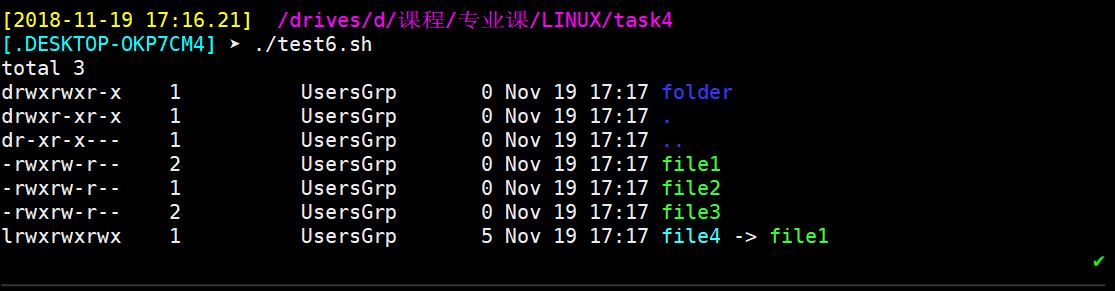 [2018-11-19 17:16.21]  /drives/d/课程/专业课/LINUX/task4
[.DESKTOP-OKP7CM4] ➤ ./test6.sh
total 3
drwxrwxr-x    1          UsersGrp       0 Nov 19 17:17 folder
drwxr-xr-x    1          UsersGrp       0 Nov 19 17:17 .
dr-xr-x---    1          UsersGrp       0 Nov 19 17:17 ..
-rwxrw-r--    2          UsersGrp       0 Nov 19 17:17 file1
-rwxrw-r--    1          UsersGrp       0 Nov 19 17:17 file2
-rwxrw-r--    2          UsersGrp       0 Nov 19 17:17 file3
lrwxrwxrwx    1          UsersGrp       5 Nov 19 17:17 file4 -> file1
✔